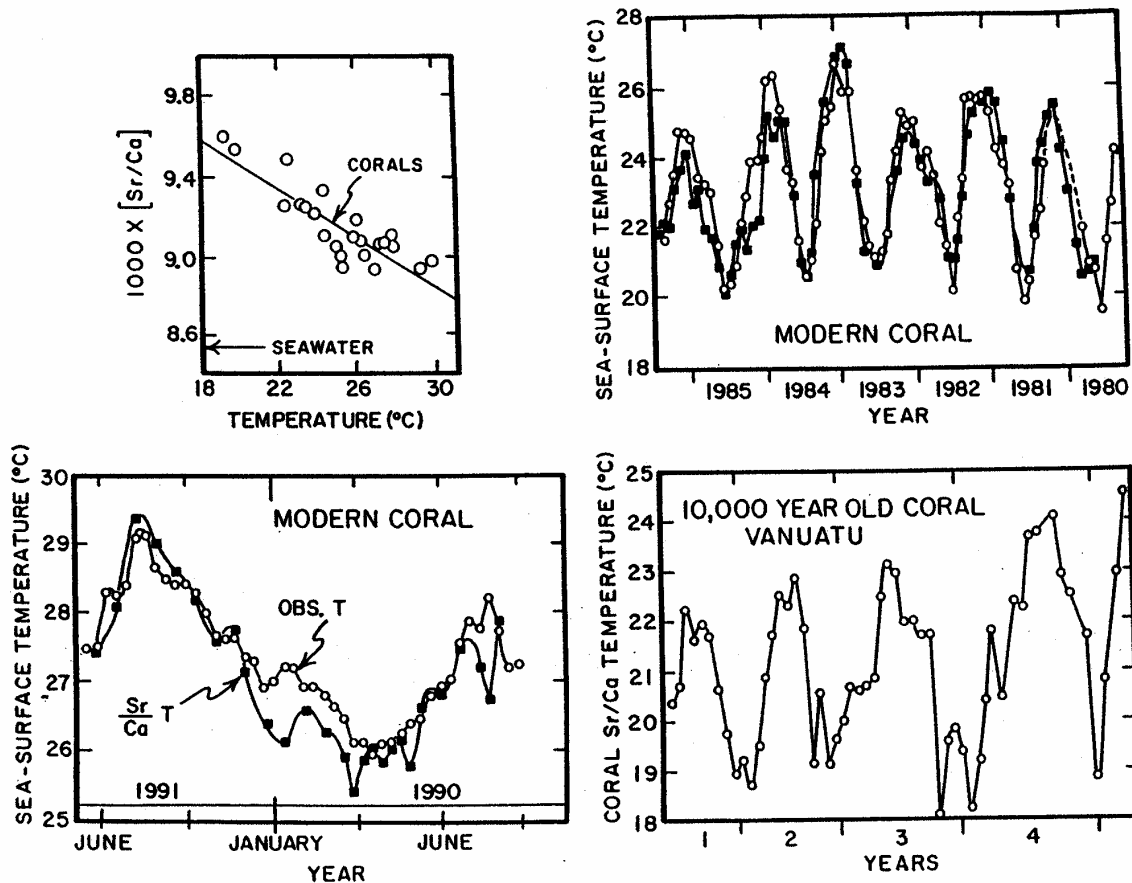 9.8
9.4
9.0
8.6
1000 X [Sr/Ca]
CORALS
SEAWATER
18 22 26 30
TEMPERATURE (°C)
28
26
24
22
20
18
SEA-SURFACE TEMPERATURE (°C)
MODERN CORAL
1985 1984 1983 1982 1981 1980
YEAR
30
29
28
27
26
25
SEA-SURFACE TEMPERATURE (°C)
MODERN CORAL
OBS. T
Sr
Ca T
1991 1990
JUNE JANUARY JUNE
YEAR
25
24
23
22
21
20
19
18
CORAL Sr/Ca TEMPERATURE (°C)
10,000 YEAR OLD CORAL
VANUATU
1 2 3 4
YEARS